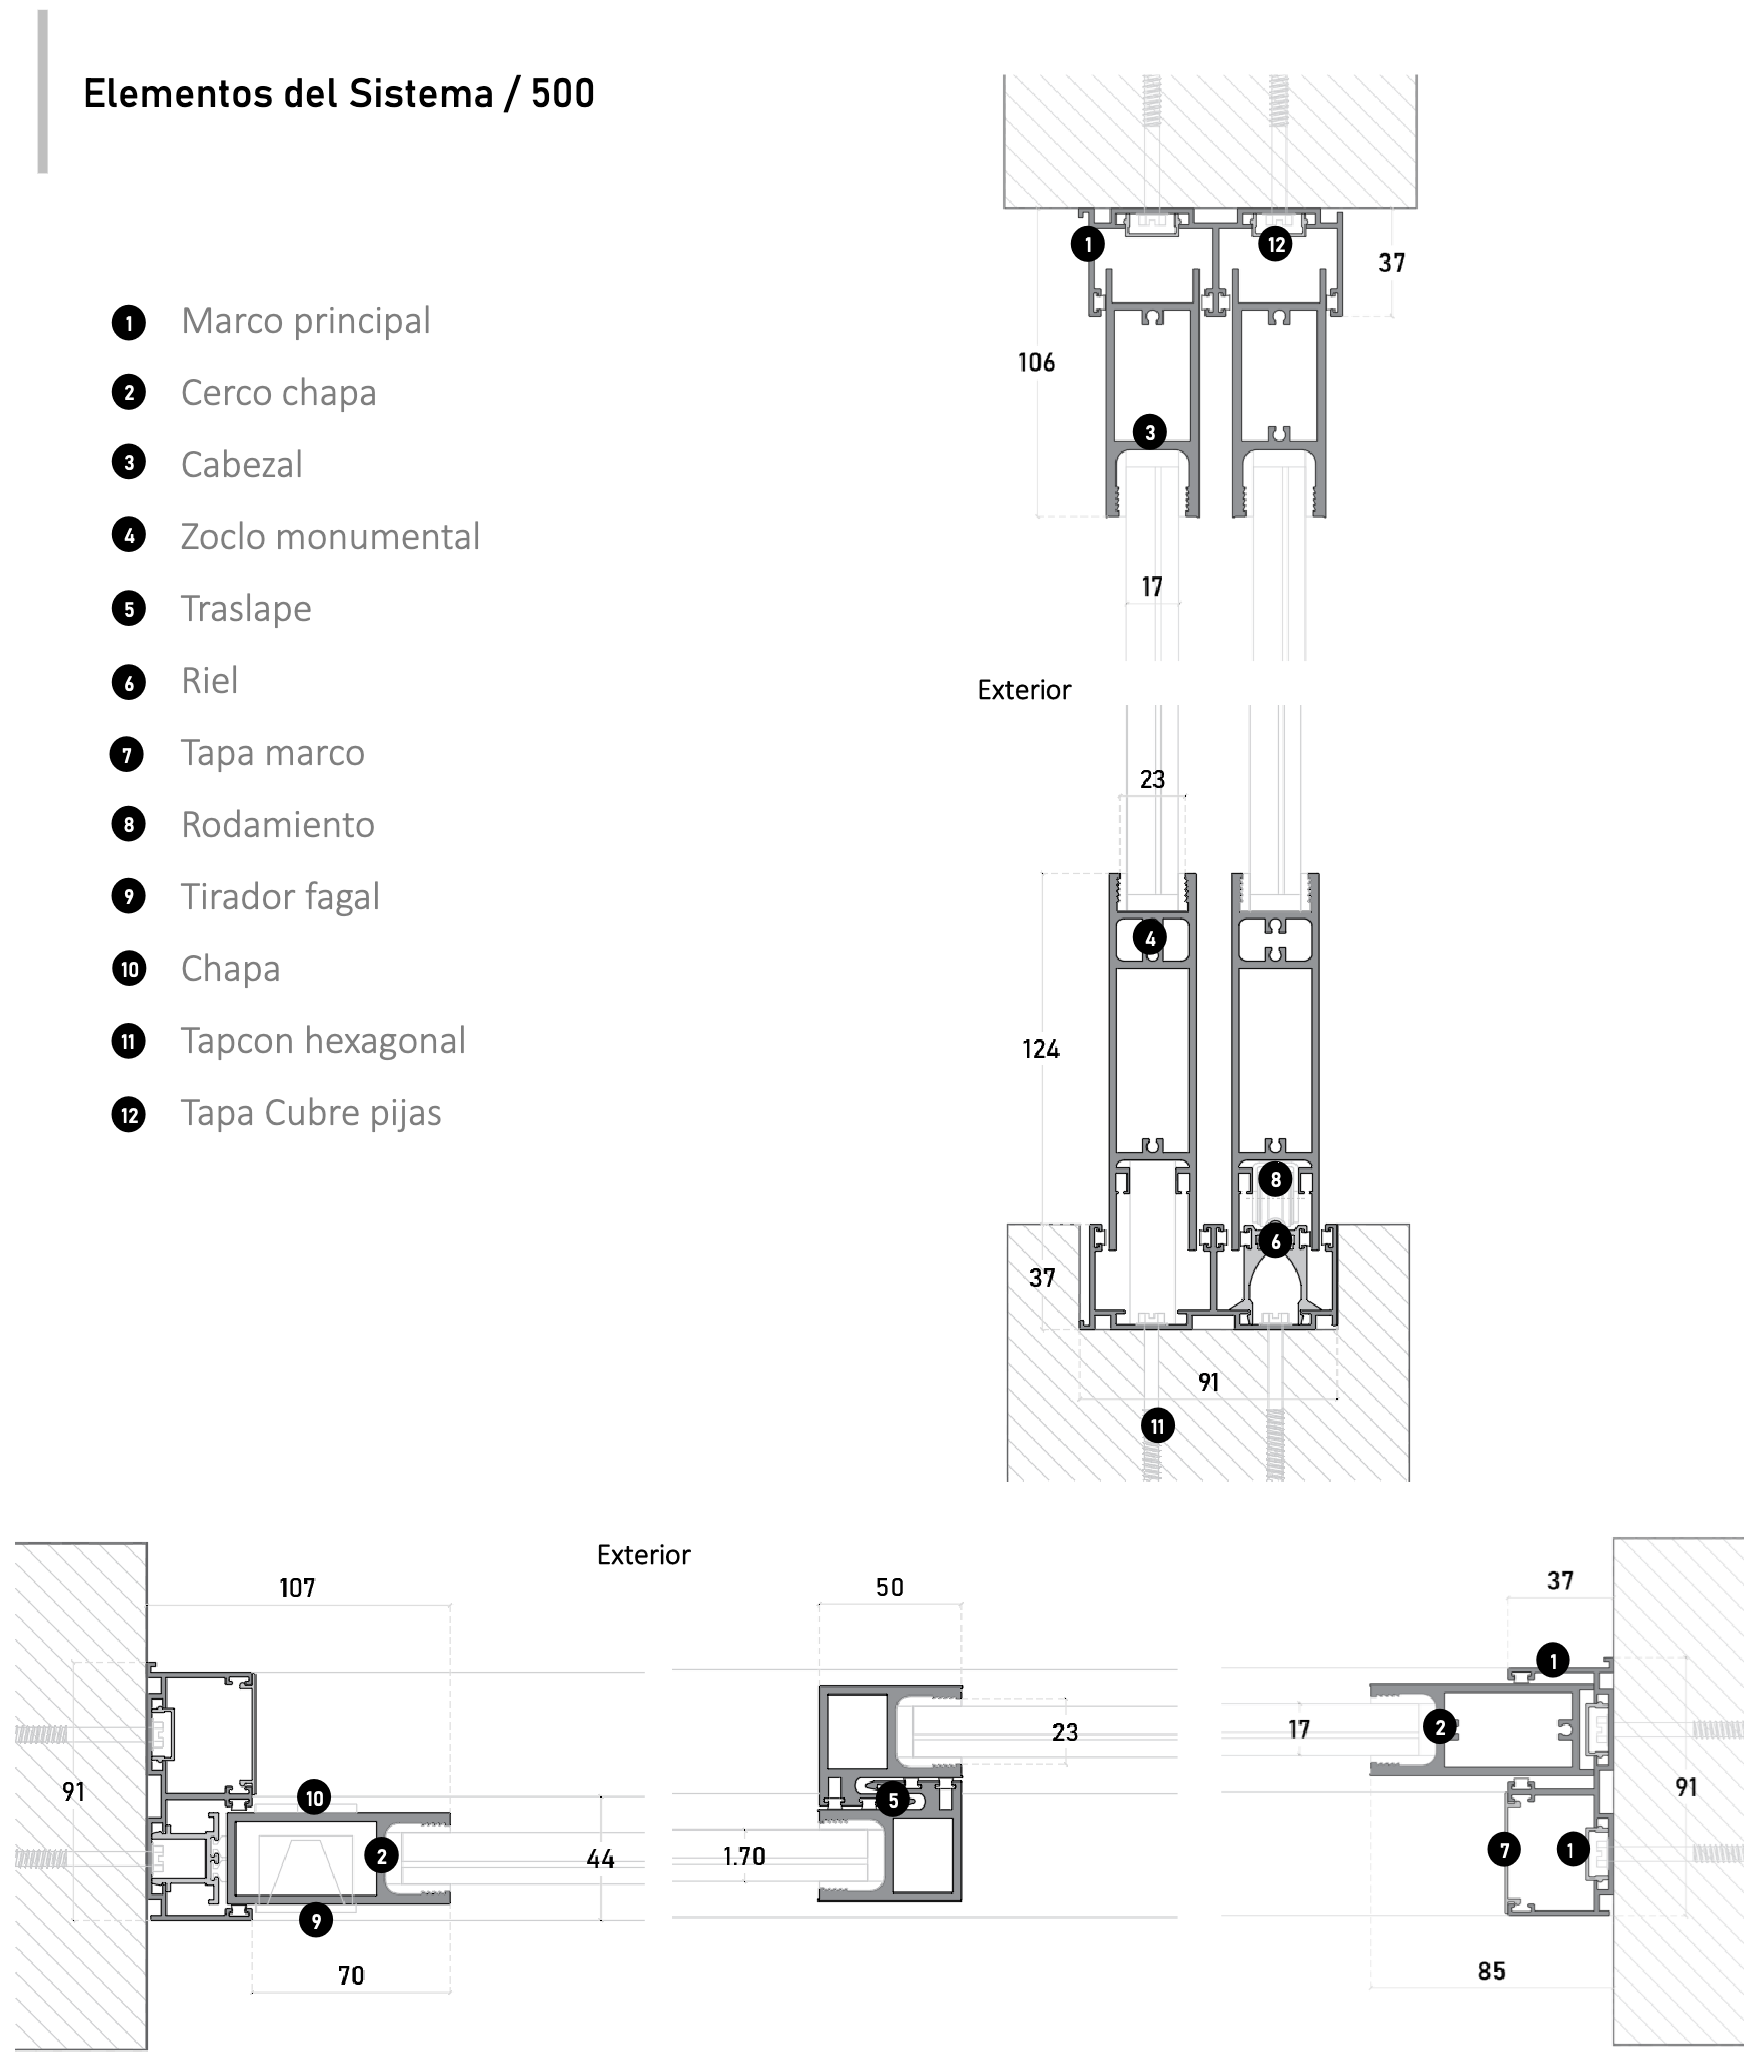 Elementos del Sistema / 500
1 Marco principal
2 Cerco chapa
3 Cabezal
4 Zoclo monumental
5 Traslape
6 Riel
7 Tapa marco
8 Rodamiento
9 Tirador fagal
10 Chapa
11 Tapcon hexagonal
12 Tapa Cubre pijas
1
12
37
106
3
17
Exterior
23
4
124
8
6
37
91
11
Exterior
107
50
37
1
23
17
2
91
10
5
91
2
44
1.70
7
1
9
70
85